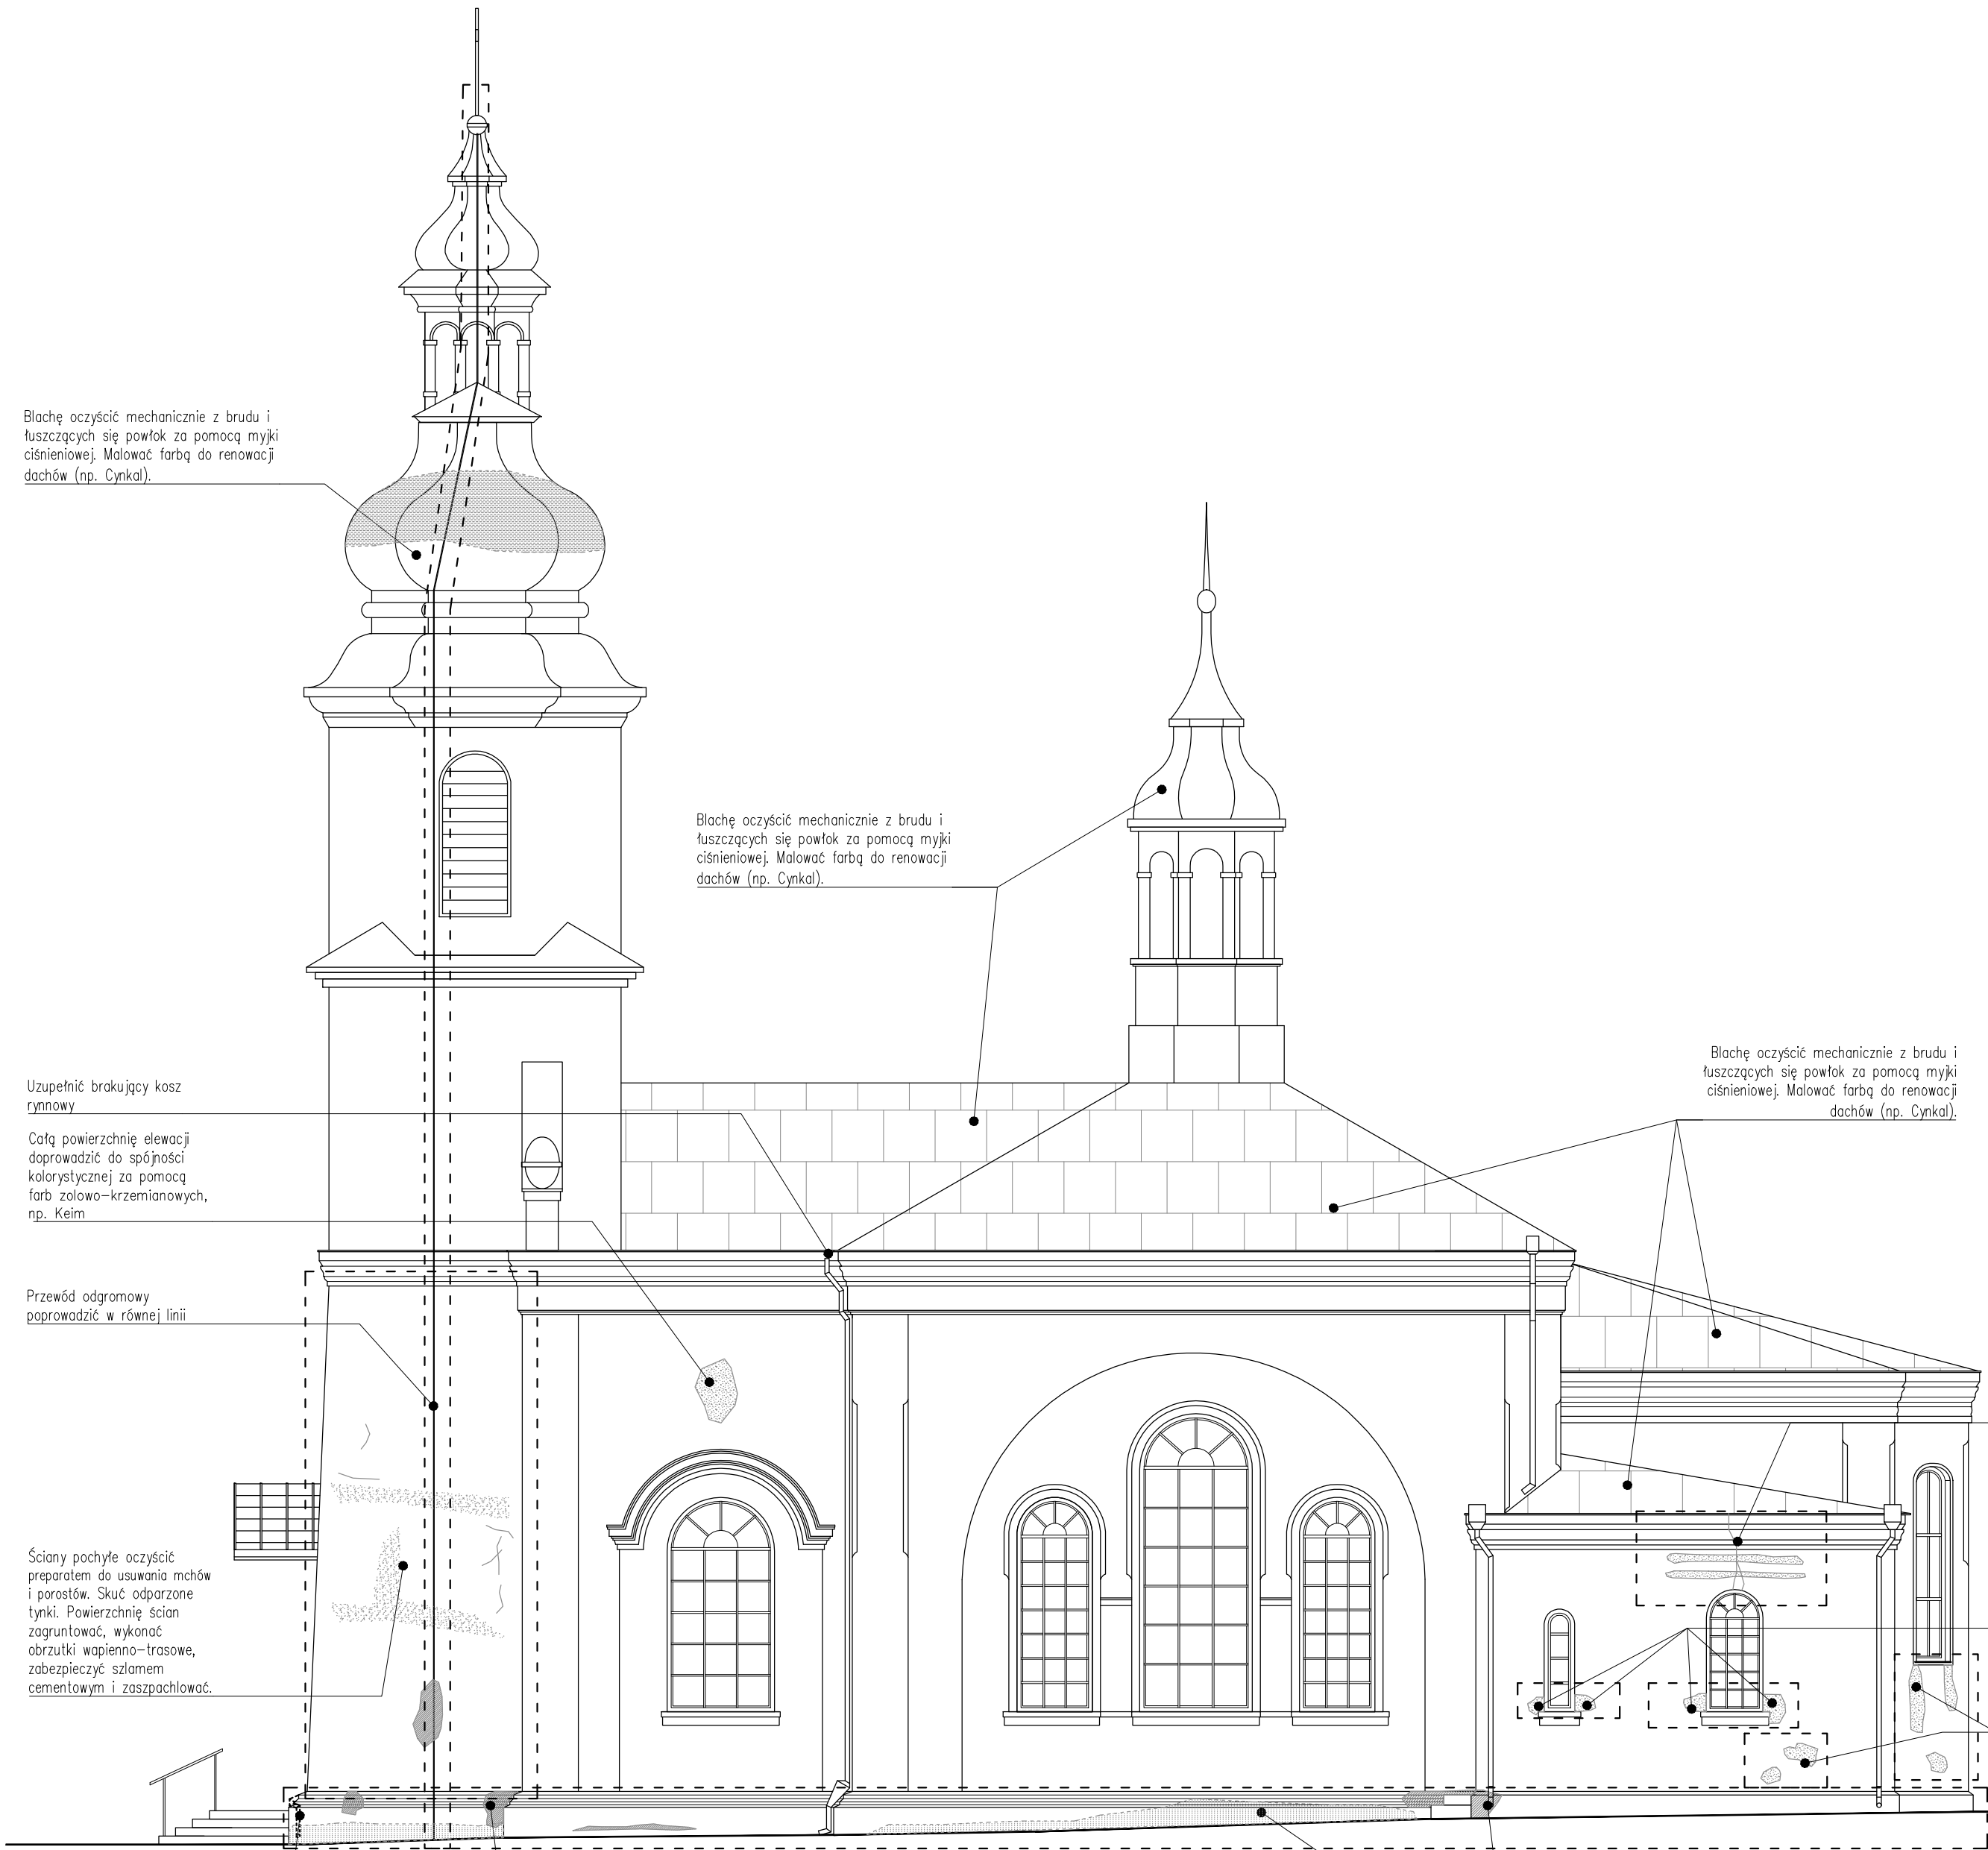 Blachę oczyścić mechanicznie z brudu i
łuszczących się powłok za pomocą myjki
ciśnieniowej. Malować farbą do renowacji
dachów (np. Cynkal).
Blachę oczyścić mechanicznie z brudu i
łuszczących się powłok za pomocą myjki
ciśnieniowej. Malować farbą do renowacji
dachów (np. Cynkal).
Blachę oczyścić mechanicznie z brudu i
łuszczących się powłok za pomocą myjki
ciśnieniowej. Malować farbą do renowacji
dachów (np. Cynkal).
Uzupełnić brakujący kosz
rynnowy
Całą powierzchnię elewacji
doprowadzić do spójności
kolorystycznej za pomocą
farb zolowo-krzemianowych,
np. Keim
Przewód odgromowy
poprowadzić w równej linii
Ściany pochyłe oczyścić
preparatem do usuwania mchów
i porostów. Skuć odparzone
tynki. Powierzchnię ścian
zagruntować, wykonać
obrzutki wapienno-trasowe,
zabezpieczyć szlamem
cementowym i zaszpachlować.